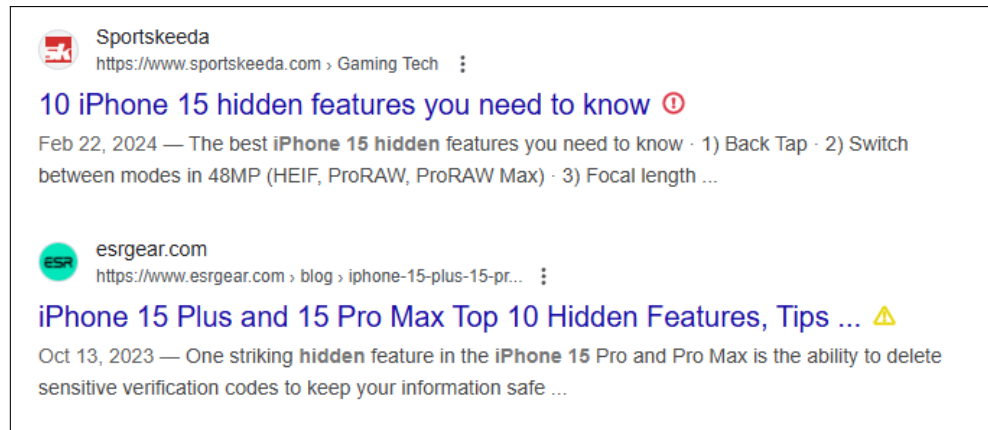 Sportskeeda
https://www.sportskeeda.com › Gaming Tech
10 iPhone 15 hidden features you need to know
Feb 22, 2024 — The best iPhone 15 hidden features you need to know · 1) Back Tap · 2) Switch
between modes in 48MP (HEIF, ProRAW, ProRAW Max) · 3) Focal length ...
ESR
esrgear.com
https://www.esrgear.com › blog › iphone-15-plus-15-pr...
iPhone 15 Plus and 15 Pro Max Top 10 Hidden Features, Tips ...
Oct 13, 2023 — One striking hidden feature in the iPhone 15 Pro and Pro Max is the ability to delete
sensitive verification codes to keep your information safe ...